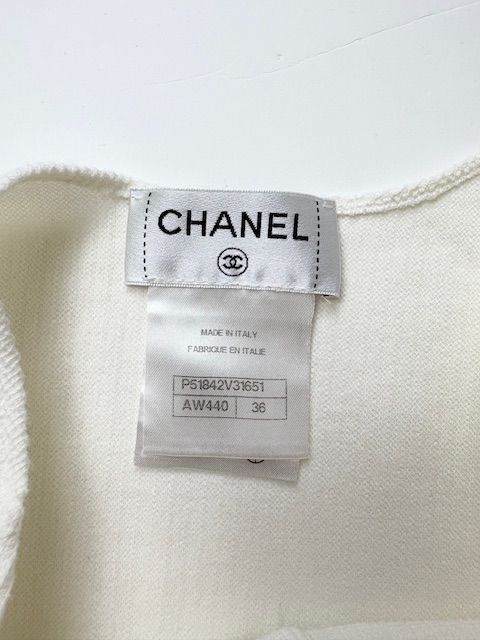 CHANEL
MADE IN ITALY
FABRIQUE EN ITALIE
P51842V31651
AW440 36